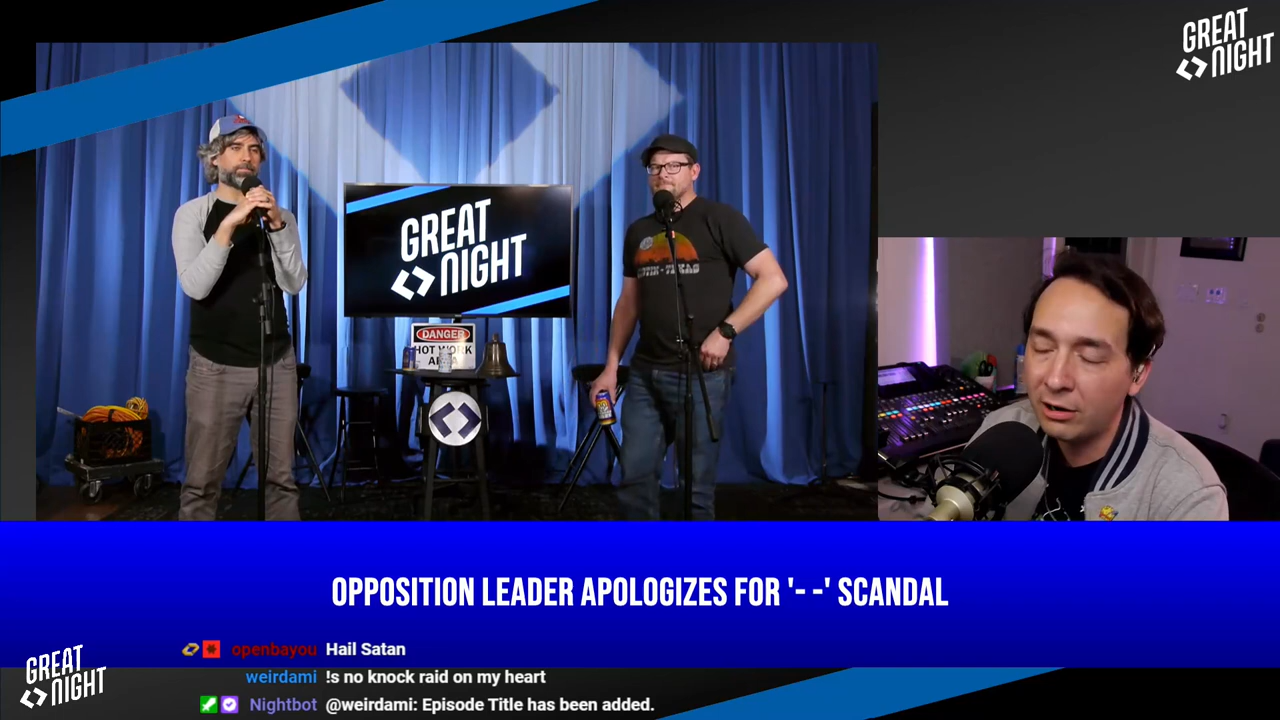 GREAT
NIGHT
GREAT
NIGHT
DANGER
HOT WORK
AREA
TEXAS
OPPOSITION LEADER APOLOGIZES FOR '- -' SCANDAL
openbayou Hail Satan
weirdami !s no knock raid on my heart
Nightbot @weirdami: Episode Title has been added.
GREAT
NIGHT